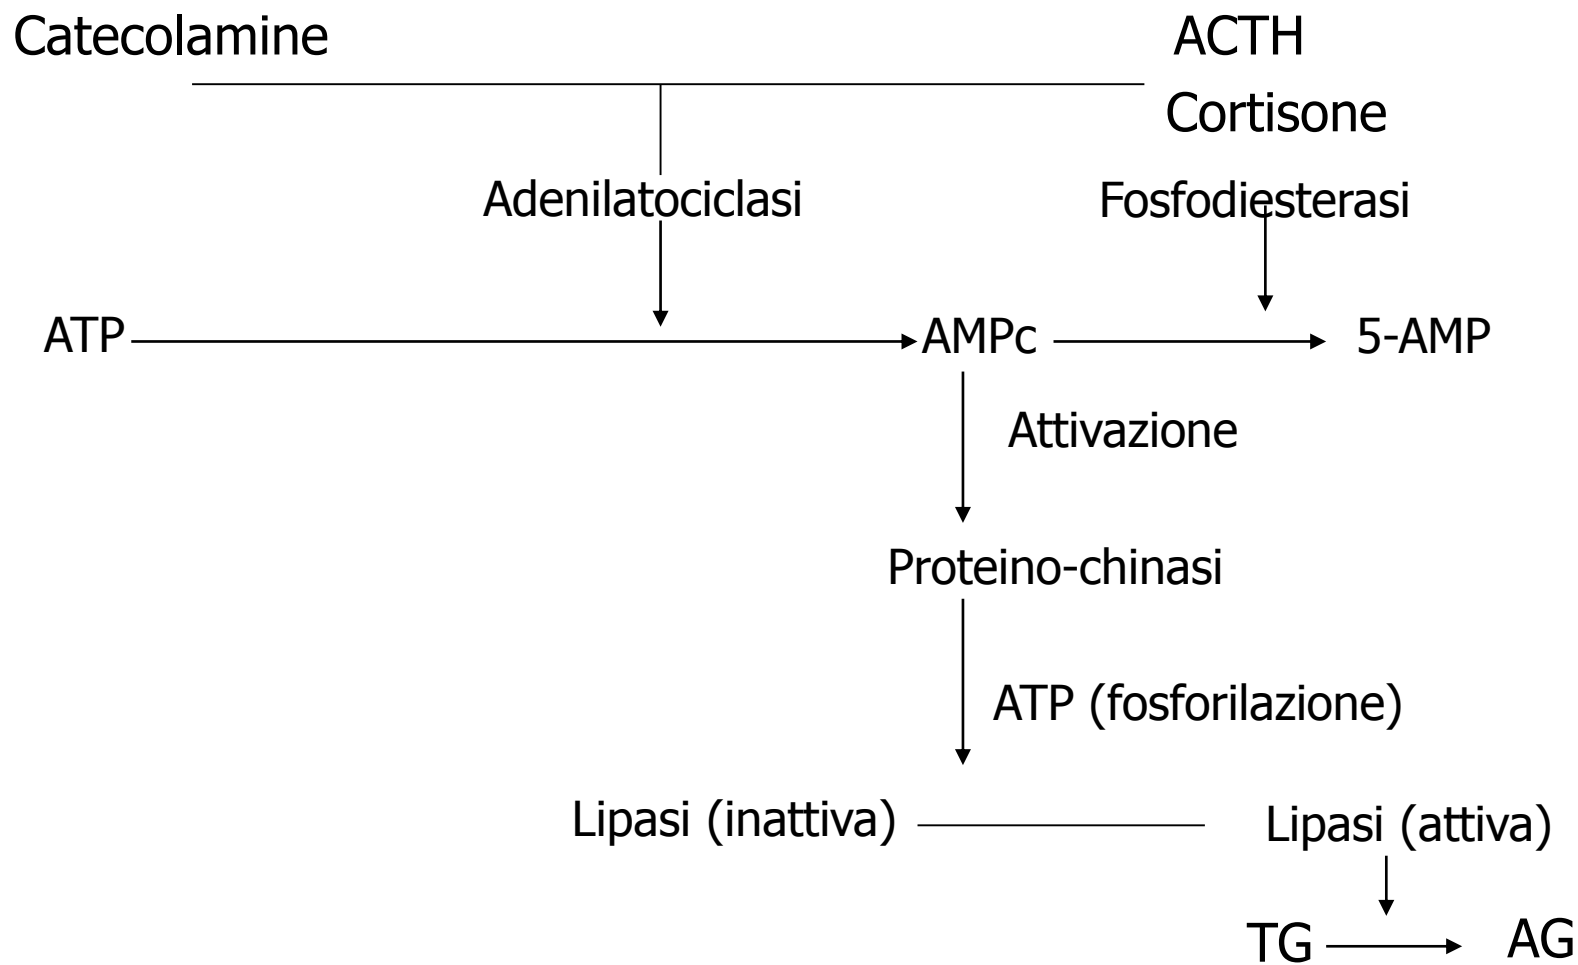 Catecolamine
ACTH
Cortisone
Adenilatociclasi
Fosfodiesterasi
ATP
AMPc
5-AMP
Attivazione
Proteino-chinasi
ATP (fosforilazione)
Lipasi (inattiva)
Lipasi (attiva)
TG
AG